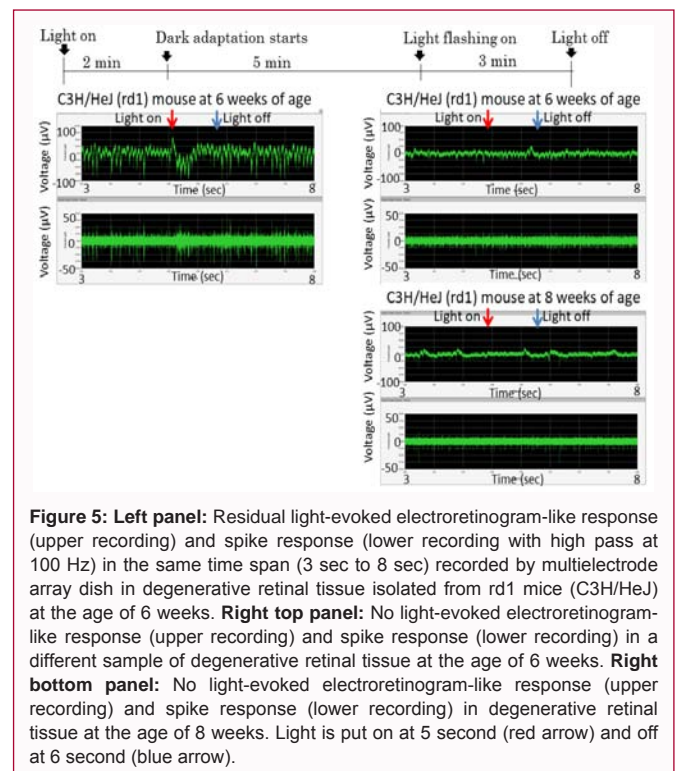 Light on
Dark adaptation starts
Light flashing on
Light off
2 min
5 min
3 min
C3H/HeJ (rd1) mouse at 6 weeks of age
Light on
Light off
Voltage (µV)
100
0
-100
3
Time (sec)
8
Voltage (µV)
50
0
-50
3
Time (sec)
8
C3H/HeJ (rd1) mouse at 6 weeks of age
Light on
Light off
Voltage (µV)
100
0
-100
3
Time (sec)
8
Voltage (µV)
50
0
-50
3
Time (sec)
8
C3H/HeJ (rd1) mouse at 8 weeks of age
Light on
Light off
Voltage (µV)
100
0
-100
3
Time (sec)
8
Voltage (µV)
50
0
-50
3
Time (sec)
8
Figure 5: Left panel: Residual light-evoked electroretinogram-like response
(upper recording) and spike response (lower recording with high pass at
100 Hz) in the same time span (3 sec to 8 sec) recorded by multielectrode
array dish in degenerative retinal tissue isolated from rd1 mice (C3H/HeJ)
at the age of 6 weeks. Right top panel: No light-evoked electroretinogram-
like response (upper recording) and spike response (lower recording) in a
different sample of degenerative retinal tissue at the age of 6 weeks. Right
bottom panel: No light-evoked electroretinogram-like response (upper
recording) and spike response (lower recording) in degenerative retinal
tissue at the age of 8 weeks. Light is put on at 5 second (red arrow) and off
at 6 second (blue arrow).